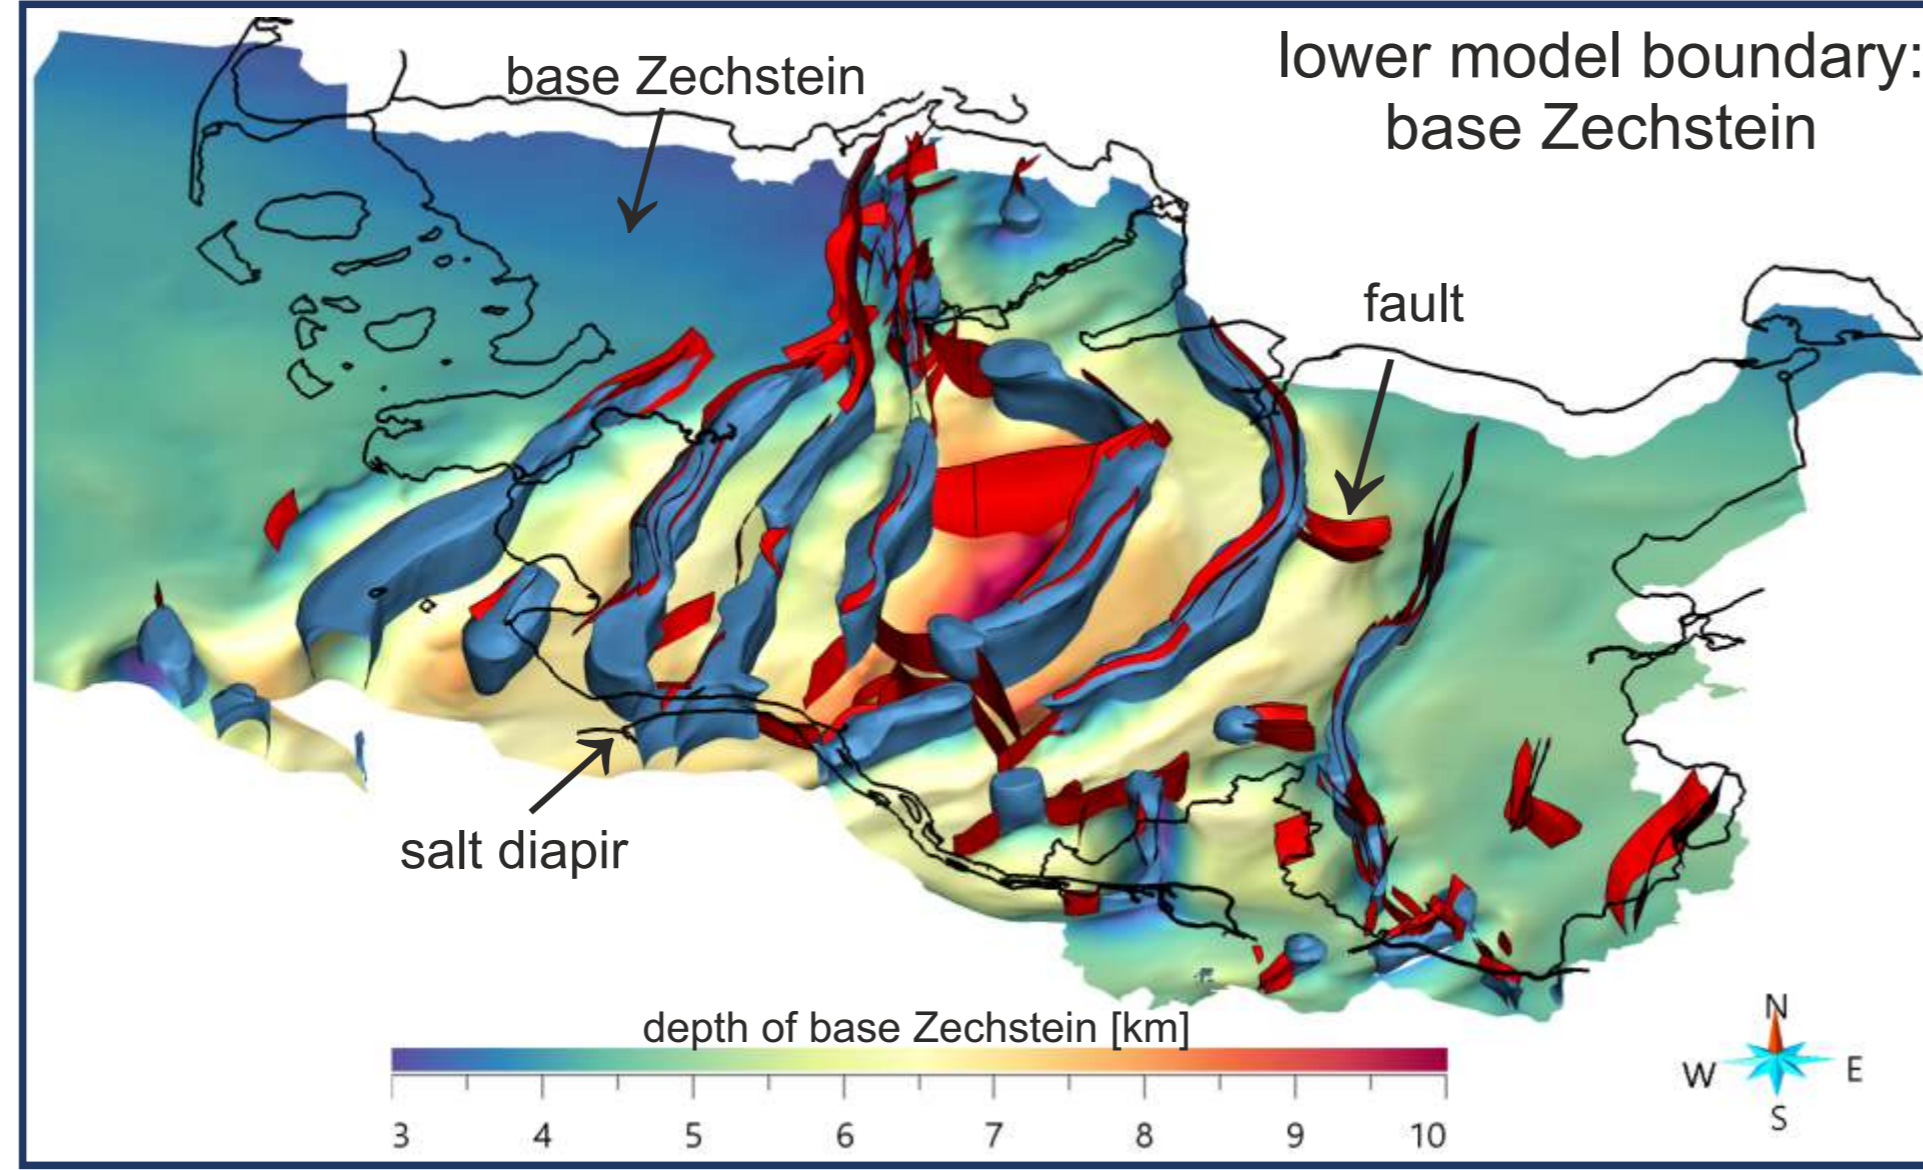 lower model boundary:
base Zechstein
base Zechstein
fault
salt diapir
depth of base Zechstein [km]
3 4 5 6 7 8 9 10
N
W E
S